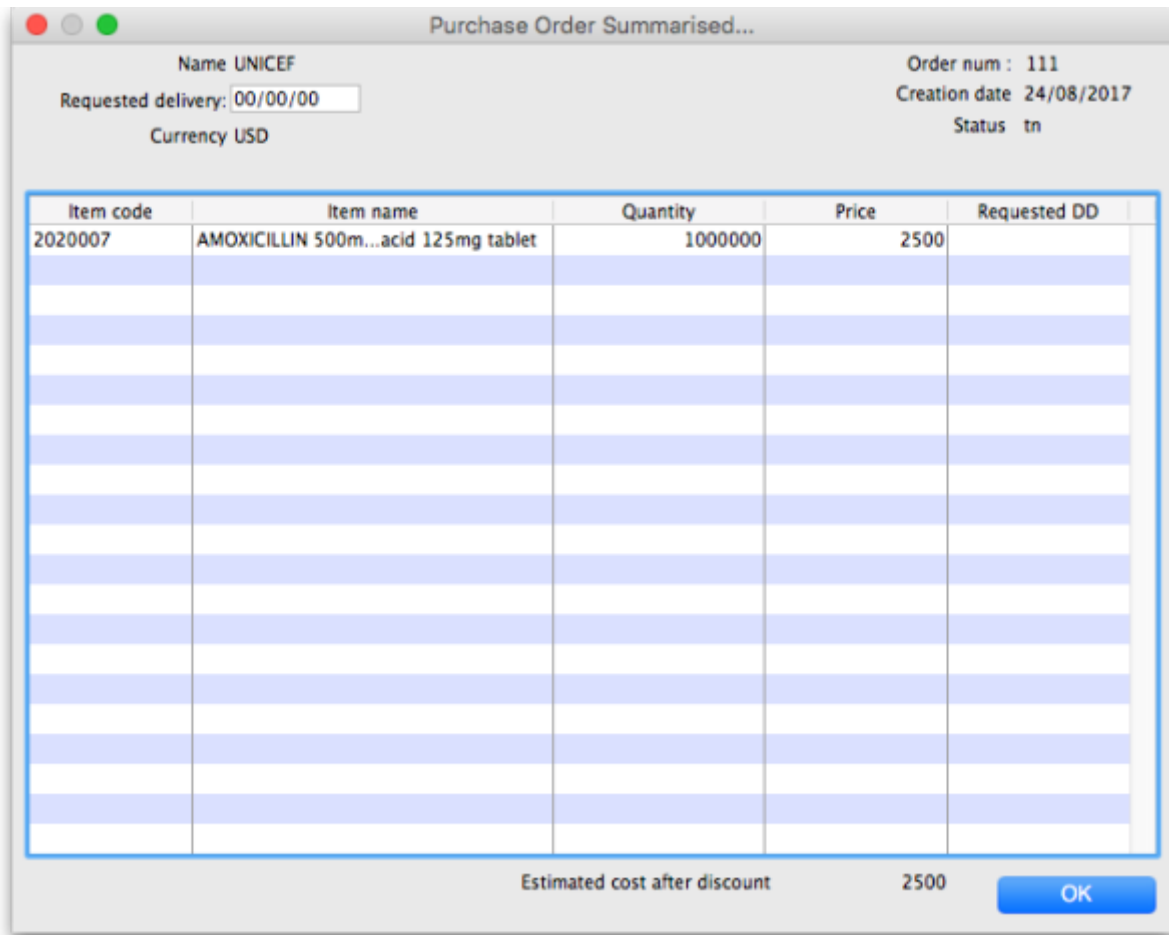 Purchase Order Summarised...
Name UNICEF
Order num : 111
Requested delivery: 00/00/00
Creation date 24/08/2017
Currency USD
Status tn
Item code Item name Quantity Price Requested DD
2020007 AMOXICILLIN 500m...acid 125mg tablet 1000000 2500
Estimated cost after discount 2500
OK